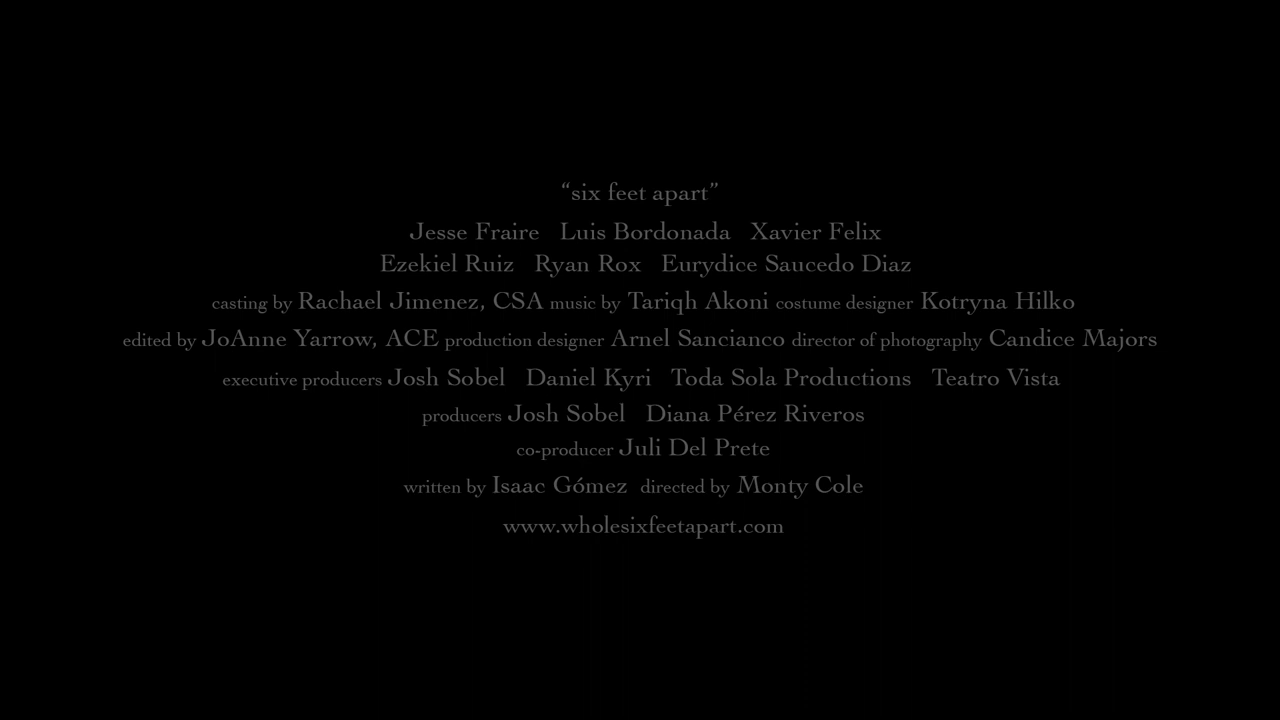 “six feet apart”
Jesse Fraire Luis Bordonada Xavier Felix
Ezekiel Ruiz Ryan Rox Eurydice Saucedo Diaz
casting by Rachael Jimenez, CSA music by Tariqh Akoni costume designer Kotryna Hilko
edited by JoAnne Yarrow, ACE production designer Arnel Sancianco director of photography Candice Majors
executive producers Josh Sobel Daniel Kyri Toda Sola Productions Teatro Vista
producers Josh Sobel Diana Pérez Riveros
co-producer Juli Del Prete
written by Isaac Gómez directed by Monty Cole
www.wholesixfeetapart.com